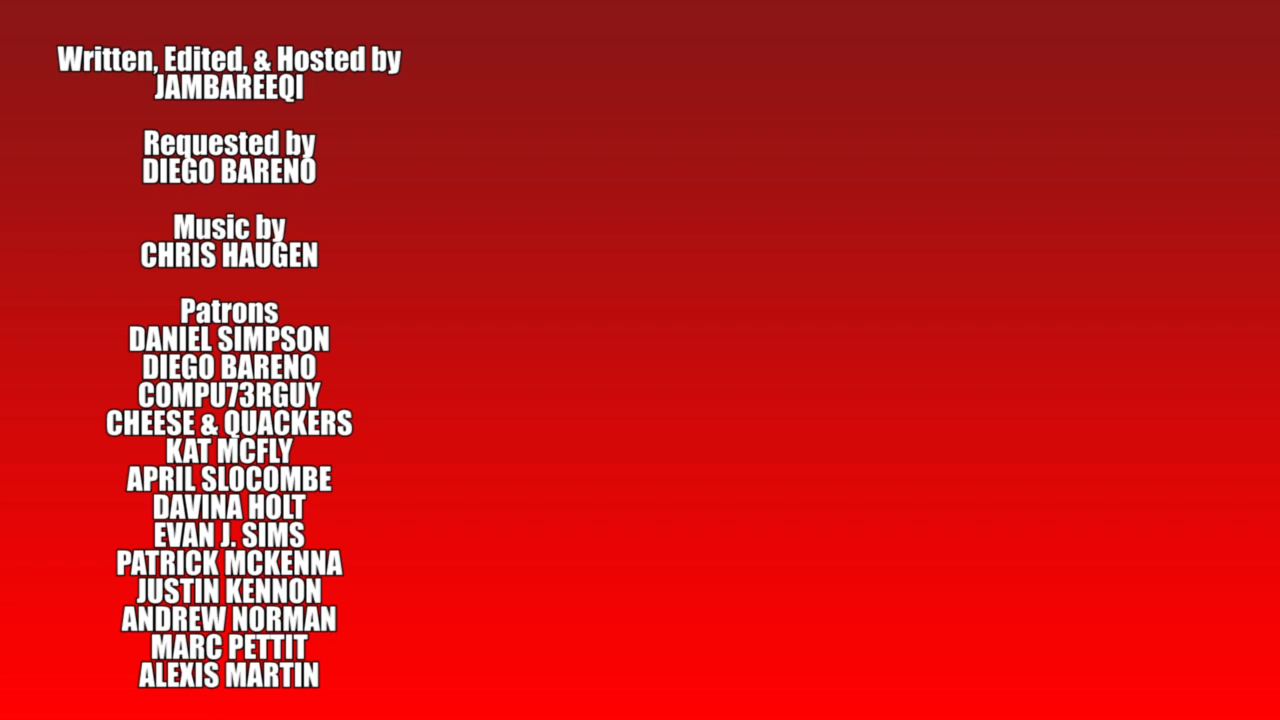 Written, Edited, & Hosted by
JAMBAREEQI
Requested by
DIEGO BARENO
Music by
CHRIS HAUGEN
Patrons
DANIEL SIMPSON
DIEGO BARENO
COMPU73RGUY
CHEESE & QUACKERS
KAT MCFLY
APRIL SLOCOMBE
DAVINA HOLT
EVAN J. SIMS
PATRICK MCKENNA
JUSTIN KENNON
ANDREW NORMAN
MARC PETTIT
ALEXIS MARTIN